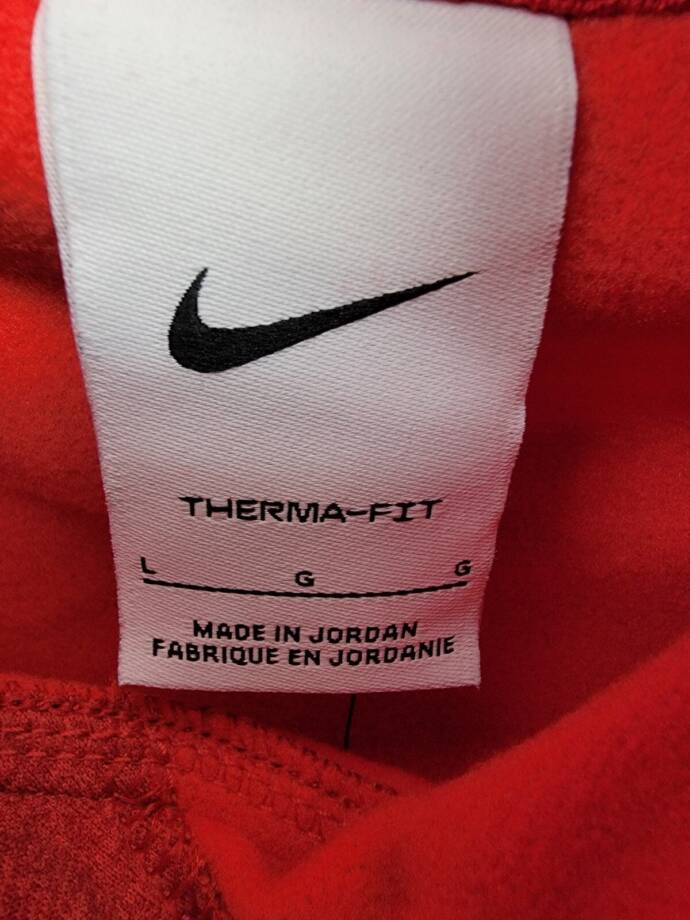 THERMA-FIT
L G G
MADE IN JORDAN
FABRIQUE EN JORDANIE